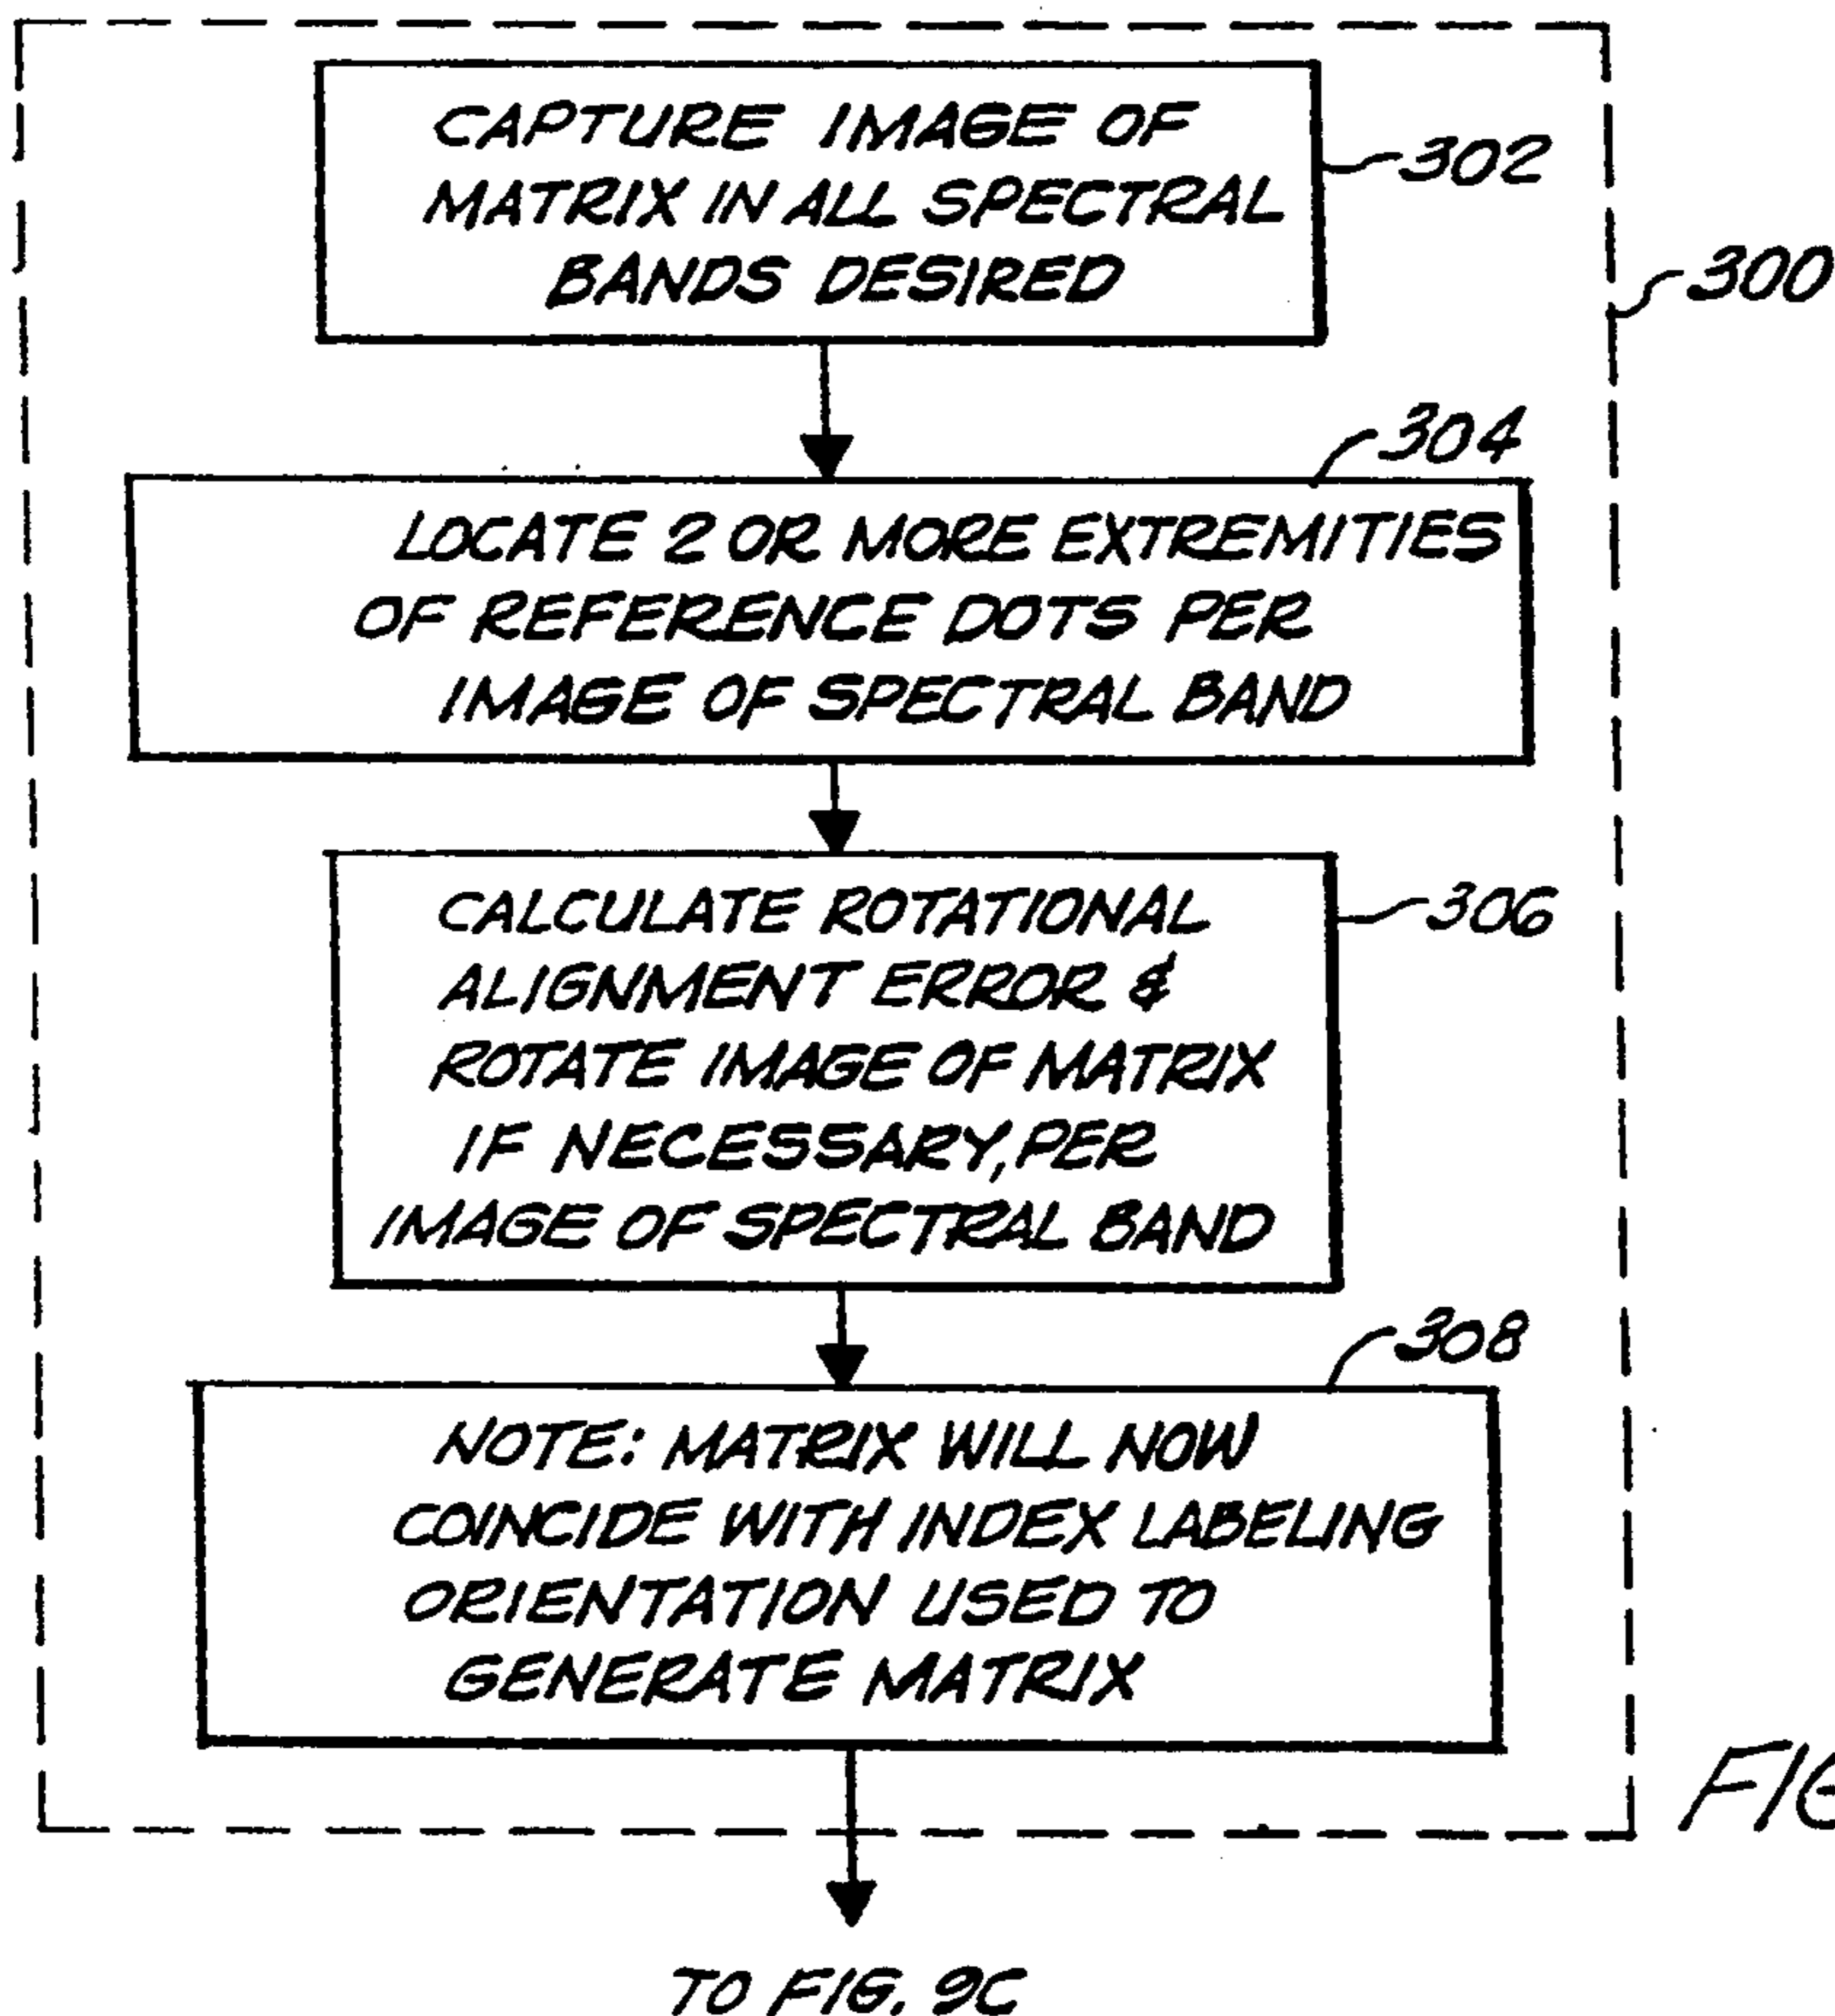 CAPTURE IMAGE OF
MATRIX IN ALL SPECTRAL
BANDS DESIRED
302
300
304
LOCATE 2 OR MORE EXTREMITIES
OF REFERENCE DOTS PER
IMAGE OF SPECTRAL BAND
CALCULATE ROTATIONAL
ALIGNMENT ERROR &
ROTATE IMAGE OF MATRIX
IF NECESSARY, PER
IMAGE OF SPECTRAL BAND
306
308
NOTE: MATRIX WILL NOW
COINCIDE WITH INDEX LABELING
ORIENTATION USED TO
GENERATE MATRIX
FIG
TO FIG. 9C